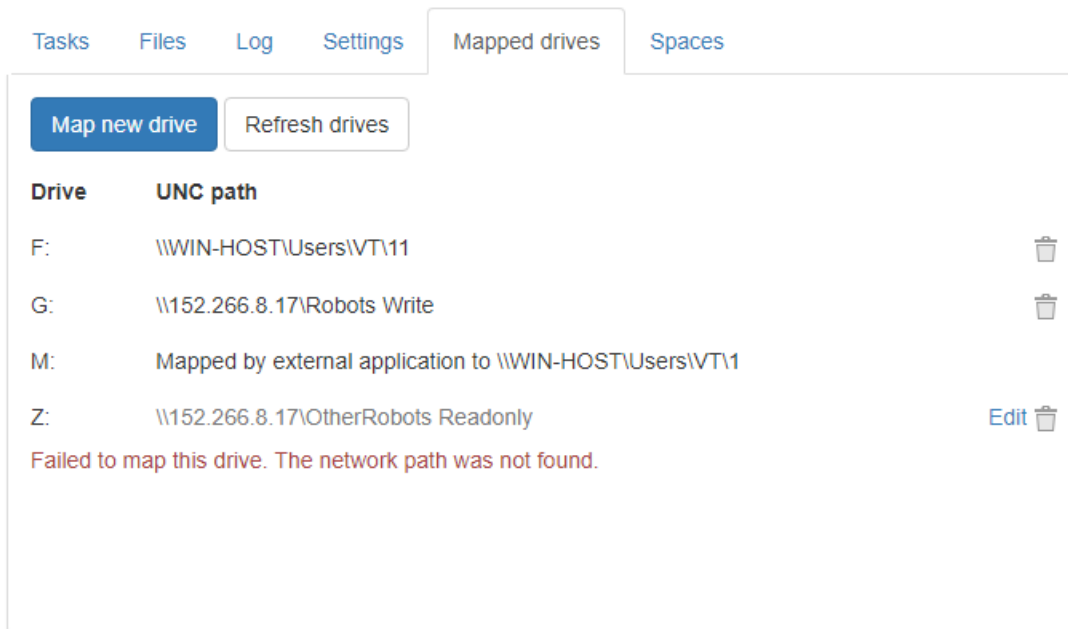 Tasks Files Log Settings Mapped drives Spaces
Map new drive Refresh drives
Drive UNC path
F: \\WIN-HOST\Users\VT\11
G: \\152.266.8.17\Robots Write
M: Mapped by external application to \\WIN-HOST\Users\VT\1
Z: \\152.266.8.17\OtherRobots Readonly Edit
Failed to map this drive. The network path was not found.